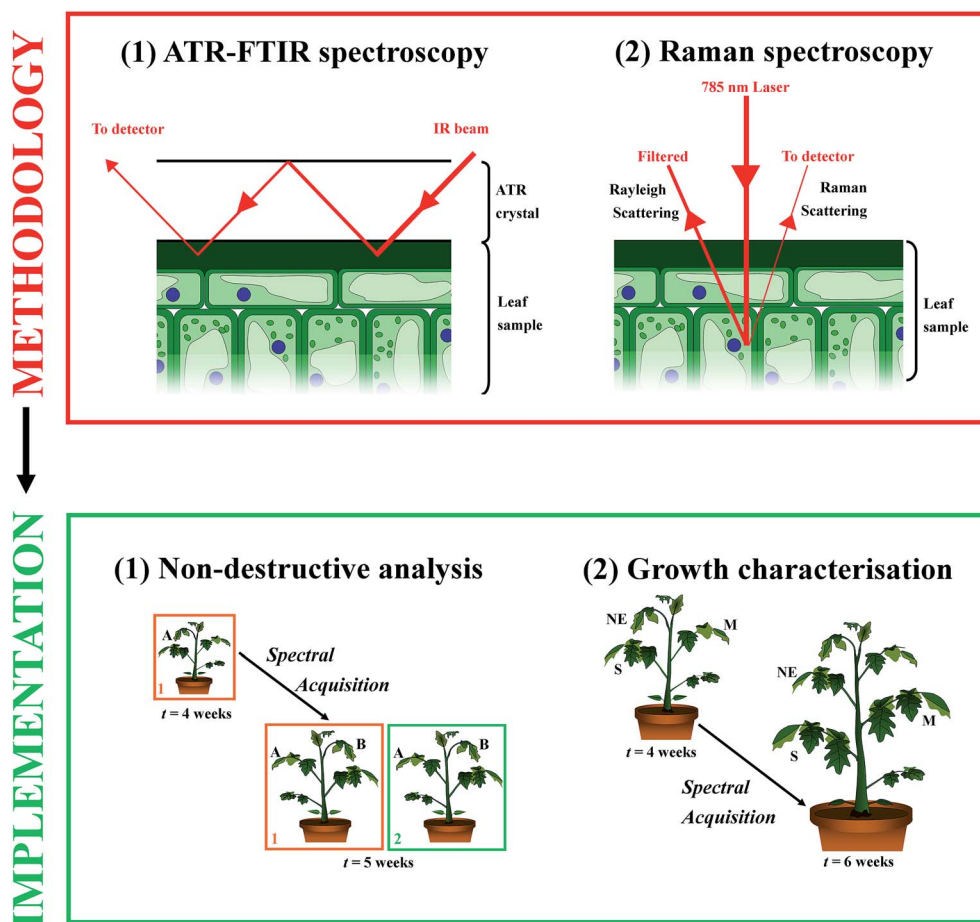 METHODOLOGY
(1) ATR-FTIR spectroscopy
To detector
IR beam
ATR
crystal
Leaf
sample
(2) Raman spectroscopy
785 nm Laser
Filtered
To detector
Rayleigh
Scattering
Raman
Scattering
Leaf
sample
IMPLEMENTATION
(1) Non-destructive analysis
A
1
t = 4 weeks
Spectral
Acquisition
A
B
1
A
B
2
t = 5 weeks
(2) Growth characterisation
NE
M
S
t = 4 weeks
Spectral
Acquisition
NE
M
S
t = 6 weeks